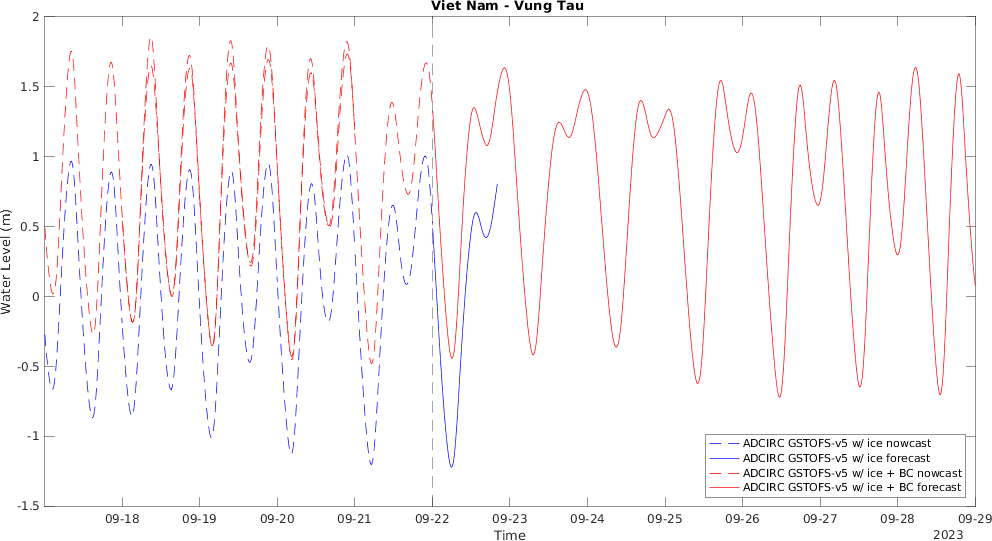 Viet Nam - Vung Tau
2
1.5
1
0.5
0
-0.5
-1
-1.5
Water Level (m)
09-18 09-19 09-20 09-21 09-22 09-23 09-24 09-25 09-26 09-27 09-28 09-29
Time
2023
ADCIRC GSTOFS-v5 w/ ice nowcast
ADCIRC GSTOFS-v5 w/ ice forecast
ADCIRC GSTOFS-v5 w/ ice + BC nowcast
ADCIRC GSTOFS-v5 w/ ice + BC forecast